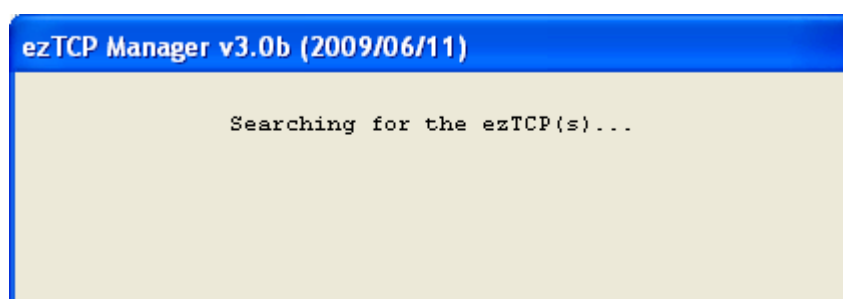 ezTCP Manager v3.0b (2009/06/11)
Searching for the ezTCP(s)...